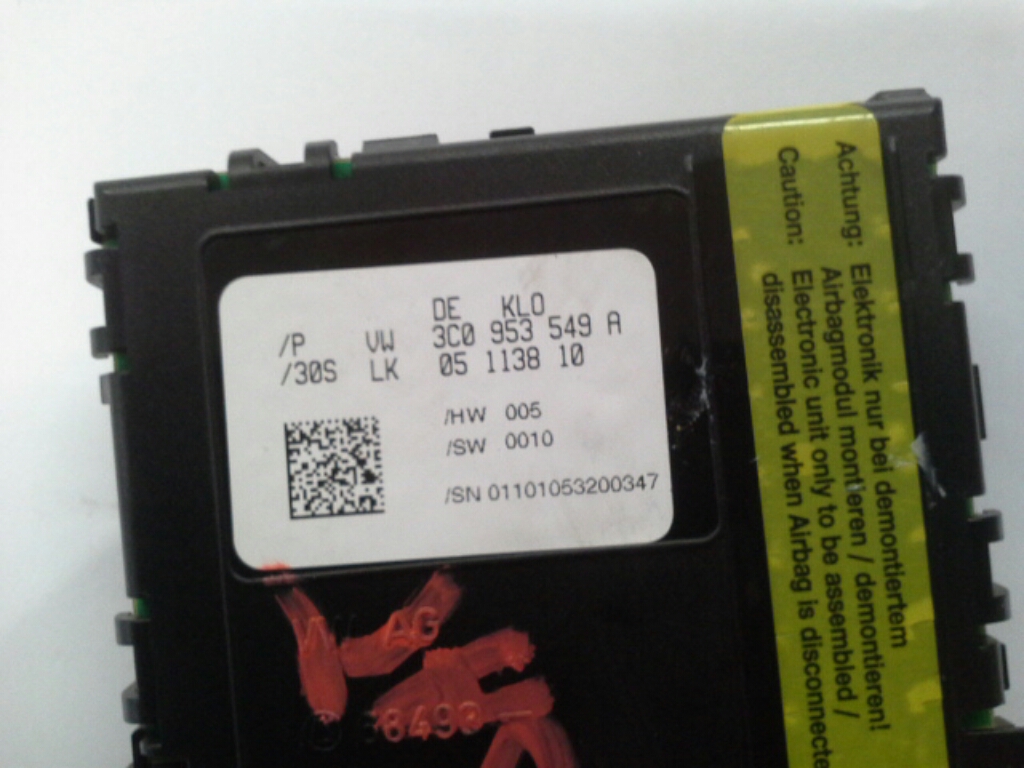 DE KLO
/P VW 3C0 953 549 A
/30S LK 05 1138 10
/HW 005
/SW 0010
/SN 01101053200347
AG
Achtung: Elektronik nur bei demontiertem
Airbagmodul montieren / demontieren!
Caution: Electronic unit only to be assembled /
disassembled when Airbag is disconnecte